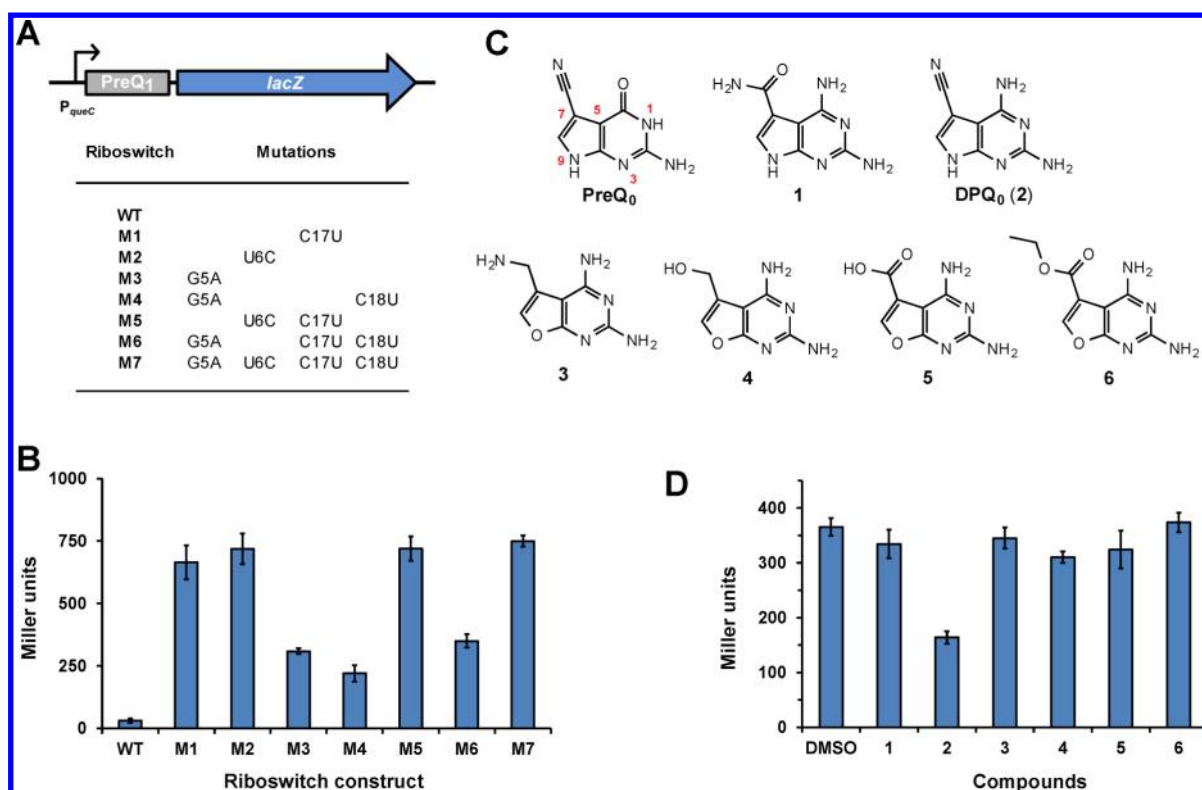 A
PreQ1
lacZ
PqueC
Riboswitch Mutations
WT
M1 C17U
M2 U6C
M3 G5A
M4 G5A C18U
M5 U6C C17U
M6 G5A C17U C18U
M7 G5A U6C C17U C18U
B
1000
750
500
250
0
Miller units
WT M1 M2 M3 M4 M5 M6 M7
Riboswitch construct
C
N O 7 5 1 NH 9 N H N 3 NH2
PreQ0
H2N O NH2 N N H N NH2
1
N NH2 N N H N NH2
DPQ0 (2)
H2N NH2 N O N NH2
3
HO NH2 N O N NH2
4
HO O NH2 N O N NH2
5
O O NH2 N O N NH2
6
D
400
300
200
100
0
Miller units
DMSO 1 2 3 4 5 6
Compounds